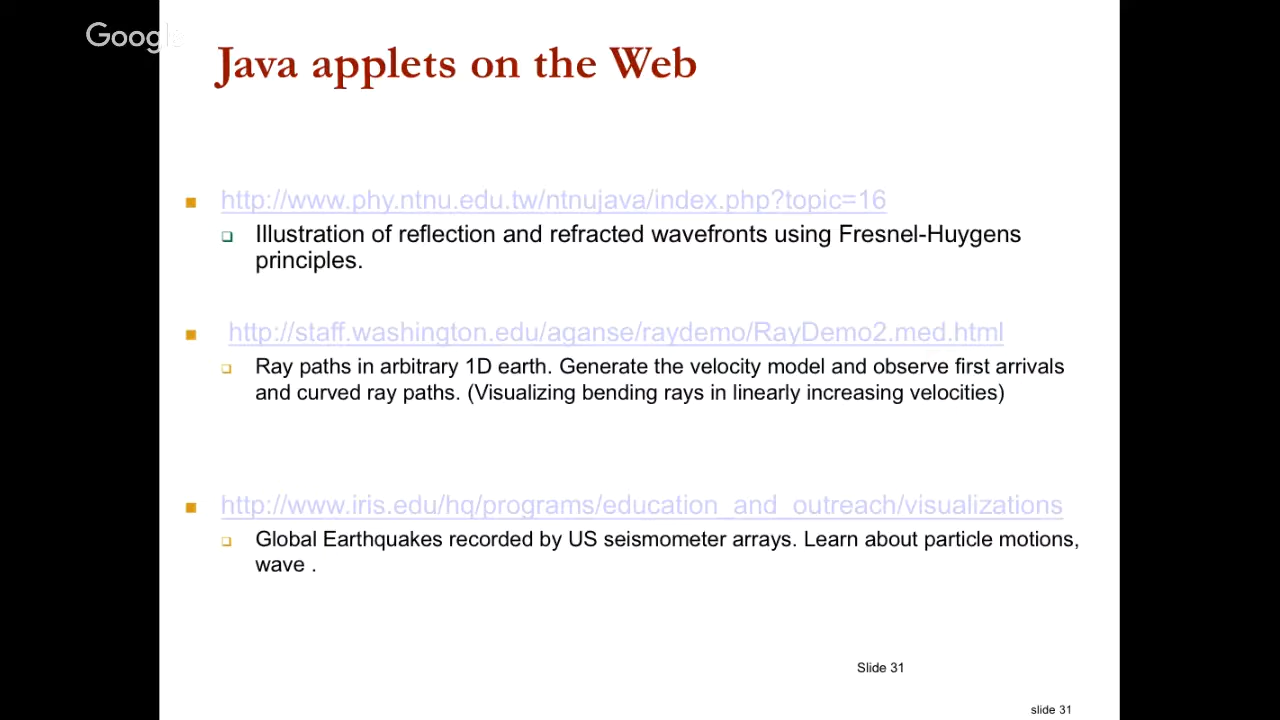 Google
Java applets on the Web
http://www.phy.ntnu.edu.tw/ntnujava/index.php?topic=16
Illustration of reflection and refracted wavefronts using Fresnel-Huygens
principles.
http://staff.washington.edu/aganse/raydemo/RayDemo2.med.html
Ray paths in arbitrary 1D earth. Generate the velocity model and observe first arrivals
and curved ray paths. (Visualizing bending rays in linearly increasing velocities)
http://www.iris.edu/hq/programs/education_and_outreach/visualizations
Global Earthquakes recorded by US seismometer arrays. Learn about particle motions,
wave .
Slide 31
slide 31